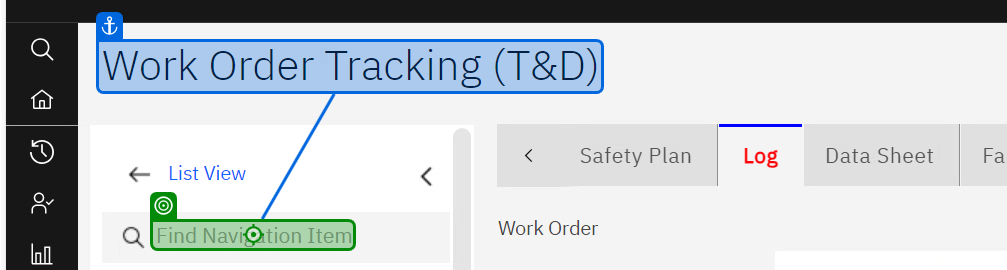 Work Order Tracking (T&D)
List View
Find Navigation Item
Safety Plan
Log
Data Sheet
Fa
Work Order